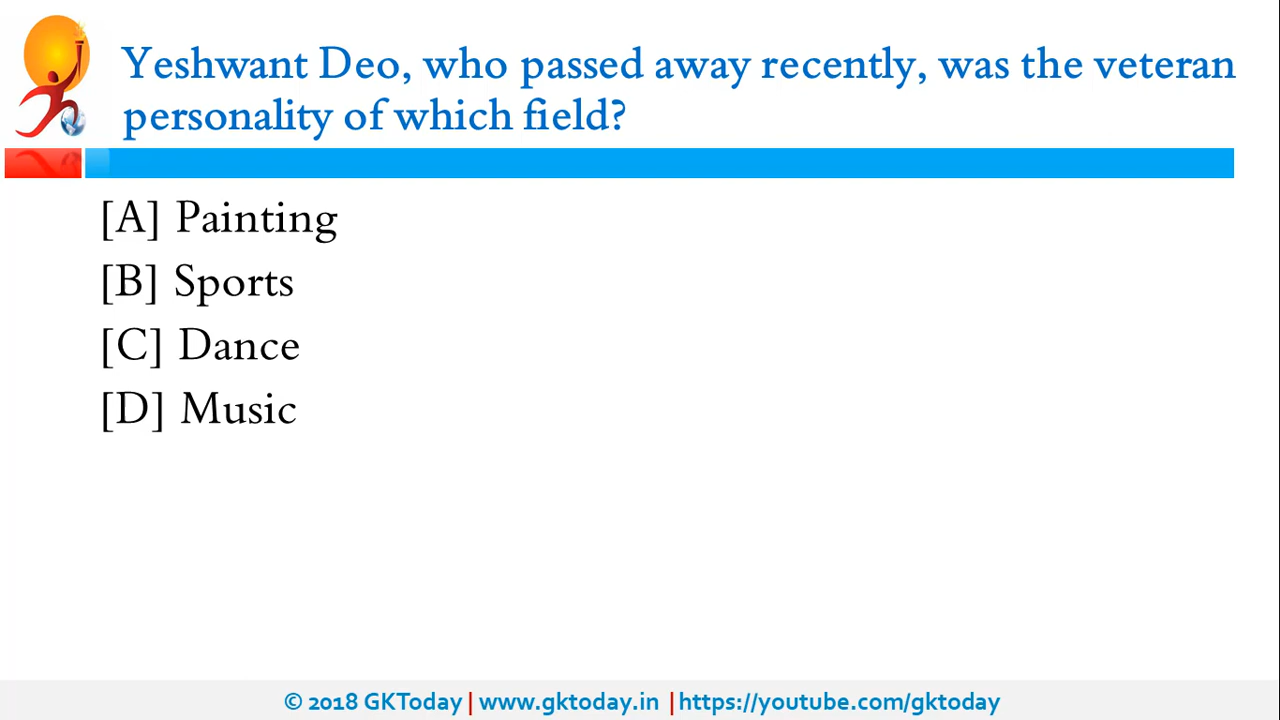 Yeshwant Deo, who passed away recently, was the veteran
personality of which field?
[A] Painting
[B] Sports
[C] Dance
[D] Music
© 2018 GKToday | www.gktoday.in | https://youtube.com/gktoday